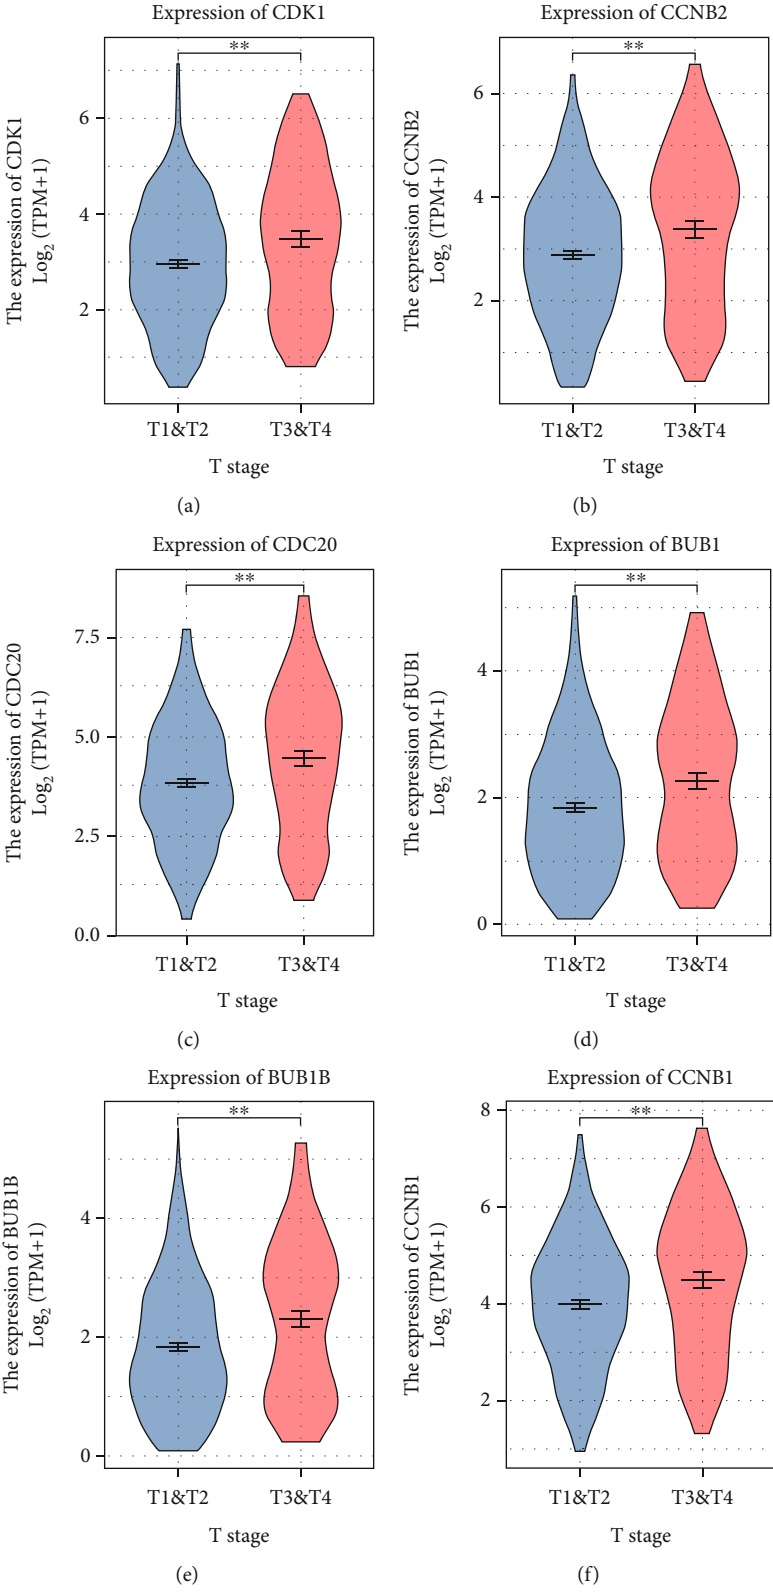 Expression of CDK1
The expression of CDK1
Log2 (TPM+1)
**
6
4
2
T1&T2
T3&T4
T stage
(a)
Expression of CCNB2
The expression of CCNB2
Log2 (TPM+1)
**
6
4
2
T1&T2
T3&T4
T stage
(b)
Expression of CDC20
The expression of CDC20
Log2 (TPM+1)
**
7.5
5.0
2.5
0.0
T1&T2
T3&T4
T stage
(c)
Expression of BUB1
The expression of BUB1
Log2 (TPM+1)
**
4
2
0
T1&T2
T3&T4
T stage
(d)
Expression of BUB1B
The expression of BUB1B
Log2 (TPM+1)
**
4
2
0
T1&T2
T3&T4
T stage
(e)
Expression of CCNB1
The expression of CCNB1
Log2 (TPM+1)
**
8
6
4
2
T1&T2
T3&T4
T stage
(f)